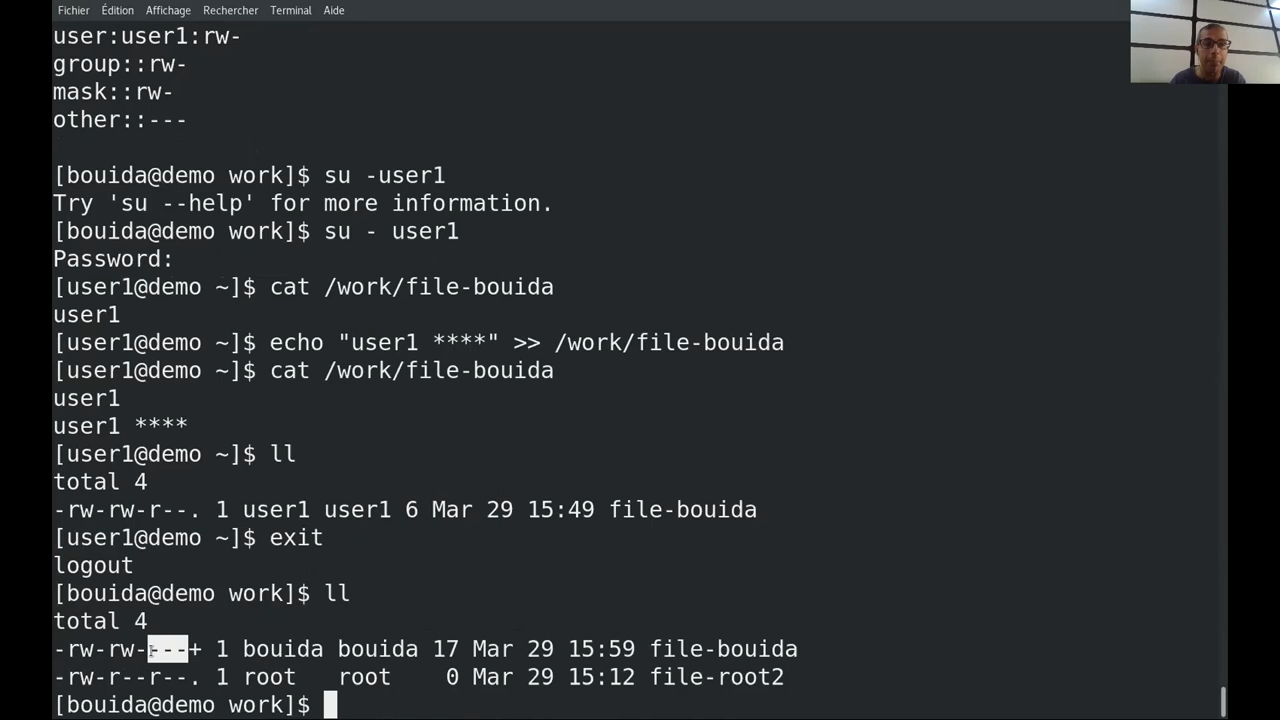 Fichier Édition Affichage Rechercher Terminal Aide
user:user1:rw-
group::rw-
mask::rw-
other::---
[bouida@demo work]$ su -user1
Try 'su --help' for more information.
[bouida@demo work]$ su - user1
Password:
[user1@demo ~]$ cat /work/file-bouida
user1
[user1@demo ~]$ echo "user1 ****" >> /work/file-bouida
[user1@demo ~]$ cat /work/file-bouida
user1
user1 ****
[user1@demo ~]$ ll
total 4
-rw-rw-r--. 1 user1 user1 6 Mar 29 15:49 file-bouida
[user1@demo ~]$ exit
logout
[bouida@demo work]$ ll
total 4
-rw-rw----+ 1 bouida bouida 17 Mar 29 15:59 file-bouida
-rw-r--r--. 1 root   root    0 Mar 29 15:12 file-root2
[bouida@demo work]$